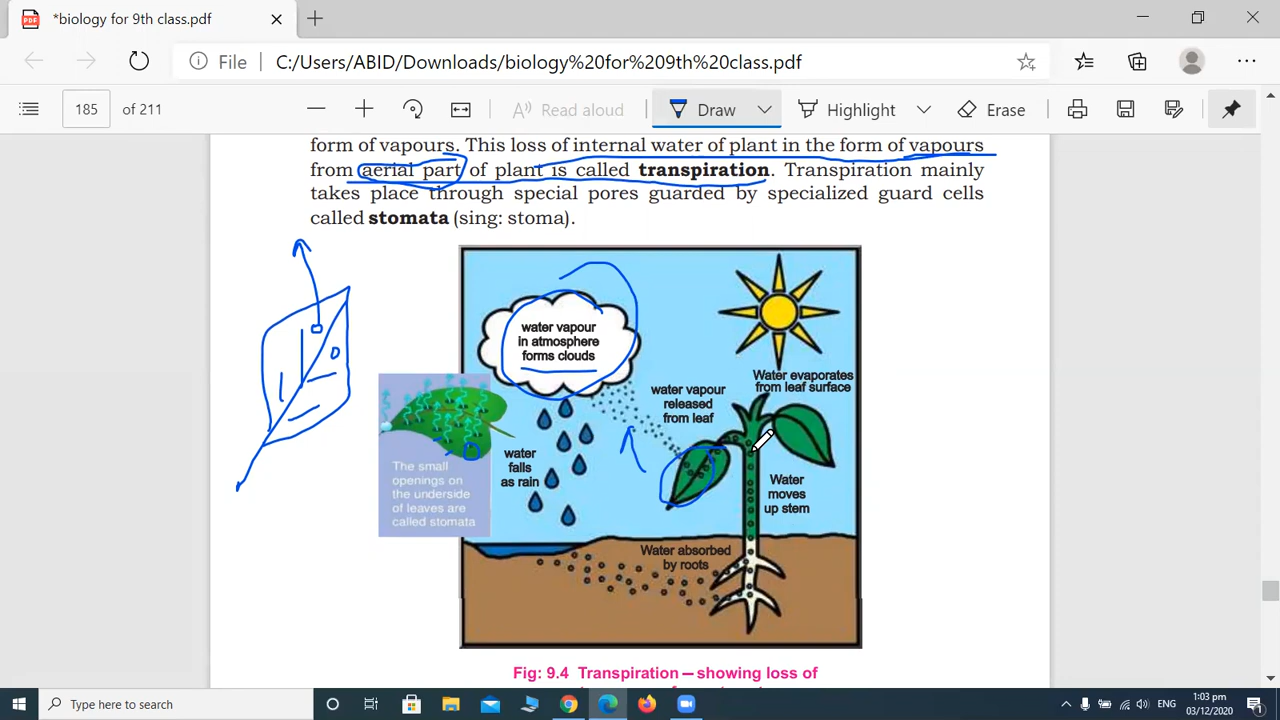 *biology for 9th class.pdf
File
C:/Users/ABID/Downloads/biology%20for%209th%20class.pdf
185 of 211
Read aloud
Draw
Highlight
Erase
form of vapours. This loss of internal water of plant in the form of vapours
from aerial part of plant is called transpiration. Transpiration mainly
takes place through special pores guarded by specialized guard cells
called stomata (sing: stoma).
water vapour
in atmosphere
forms clouds
Water evaporates
from leaf surface
water vapour
released
from leaf
water
falls
as rain
The small
openings on
the underside
of leaves are
called stomata
Water
moves
up stem
Water absorbed
by roots
Fig: 9.4 Transpiration — showing loss of
Type here to search
ENG
1:03 pm
03/12/2020
1